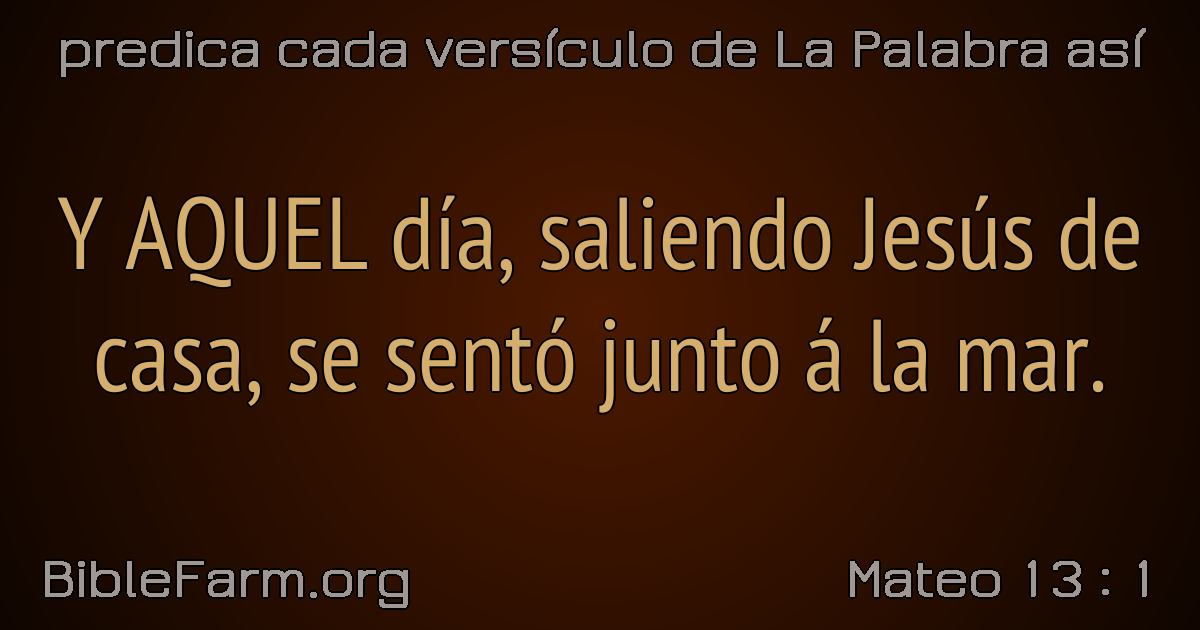 predica cada versículo de La Palabra así
Y AQUEL día, saliendo Jesús de
casa, se sentó junto á la mar.
BibleFarm.org
Mateo 13 : 1